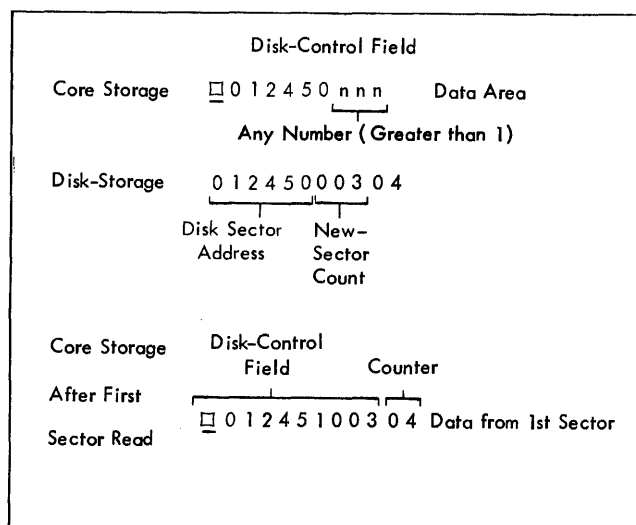 Disk-Control Field
Core Storage □ 0 1 2 4 5 0 n n n Data Area
Any Number ( Greater than 1)
Disk-Storage 0 1 2 4 5 0 0 0 3 0 4
Disk Sector Address
New-Sector Count
Core Storage After First Sector Read
Disk-Control Field
Counter
□ 0 1 2 4 5 1 0 0 3 0 4 Data from 1st Sector